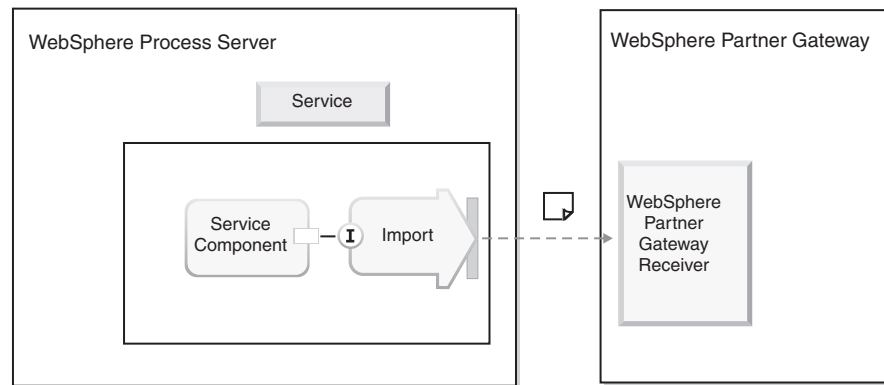 WebSphere Process Server
Service
Service
Component
I
Import
WebSphere Partner Gateway
WebSphere
Partner
Gateway
Receiver